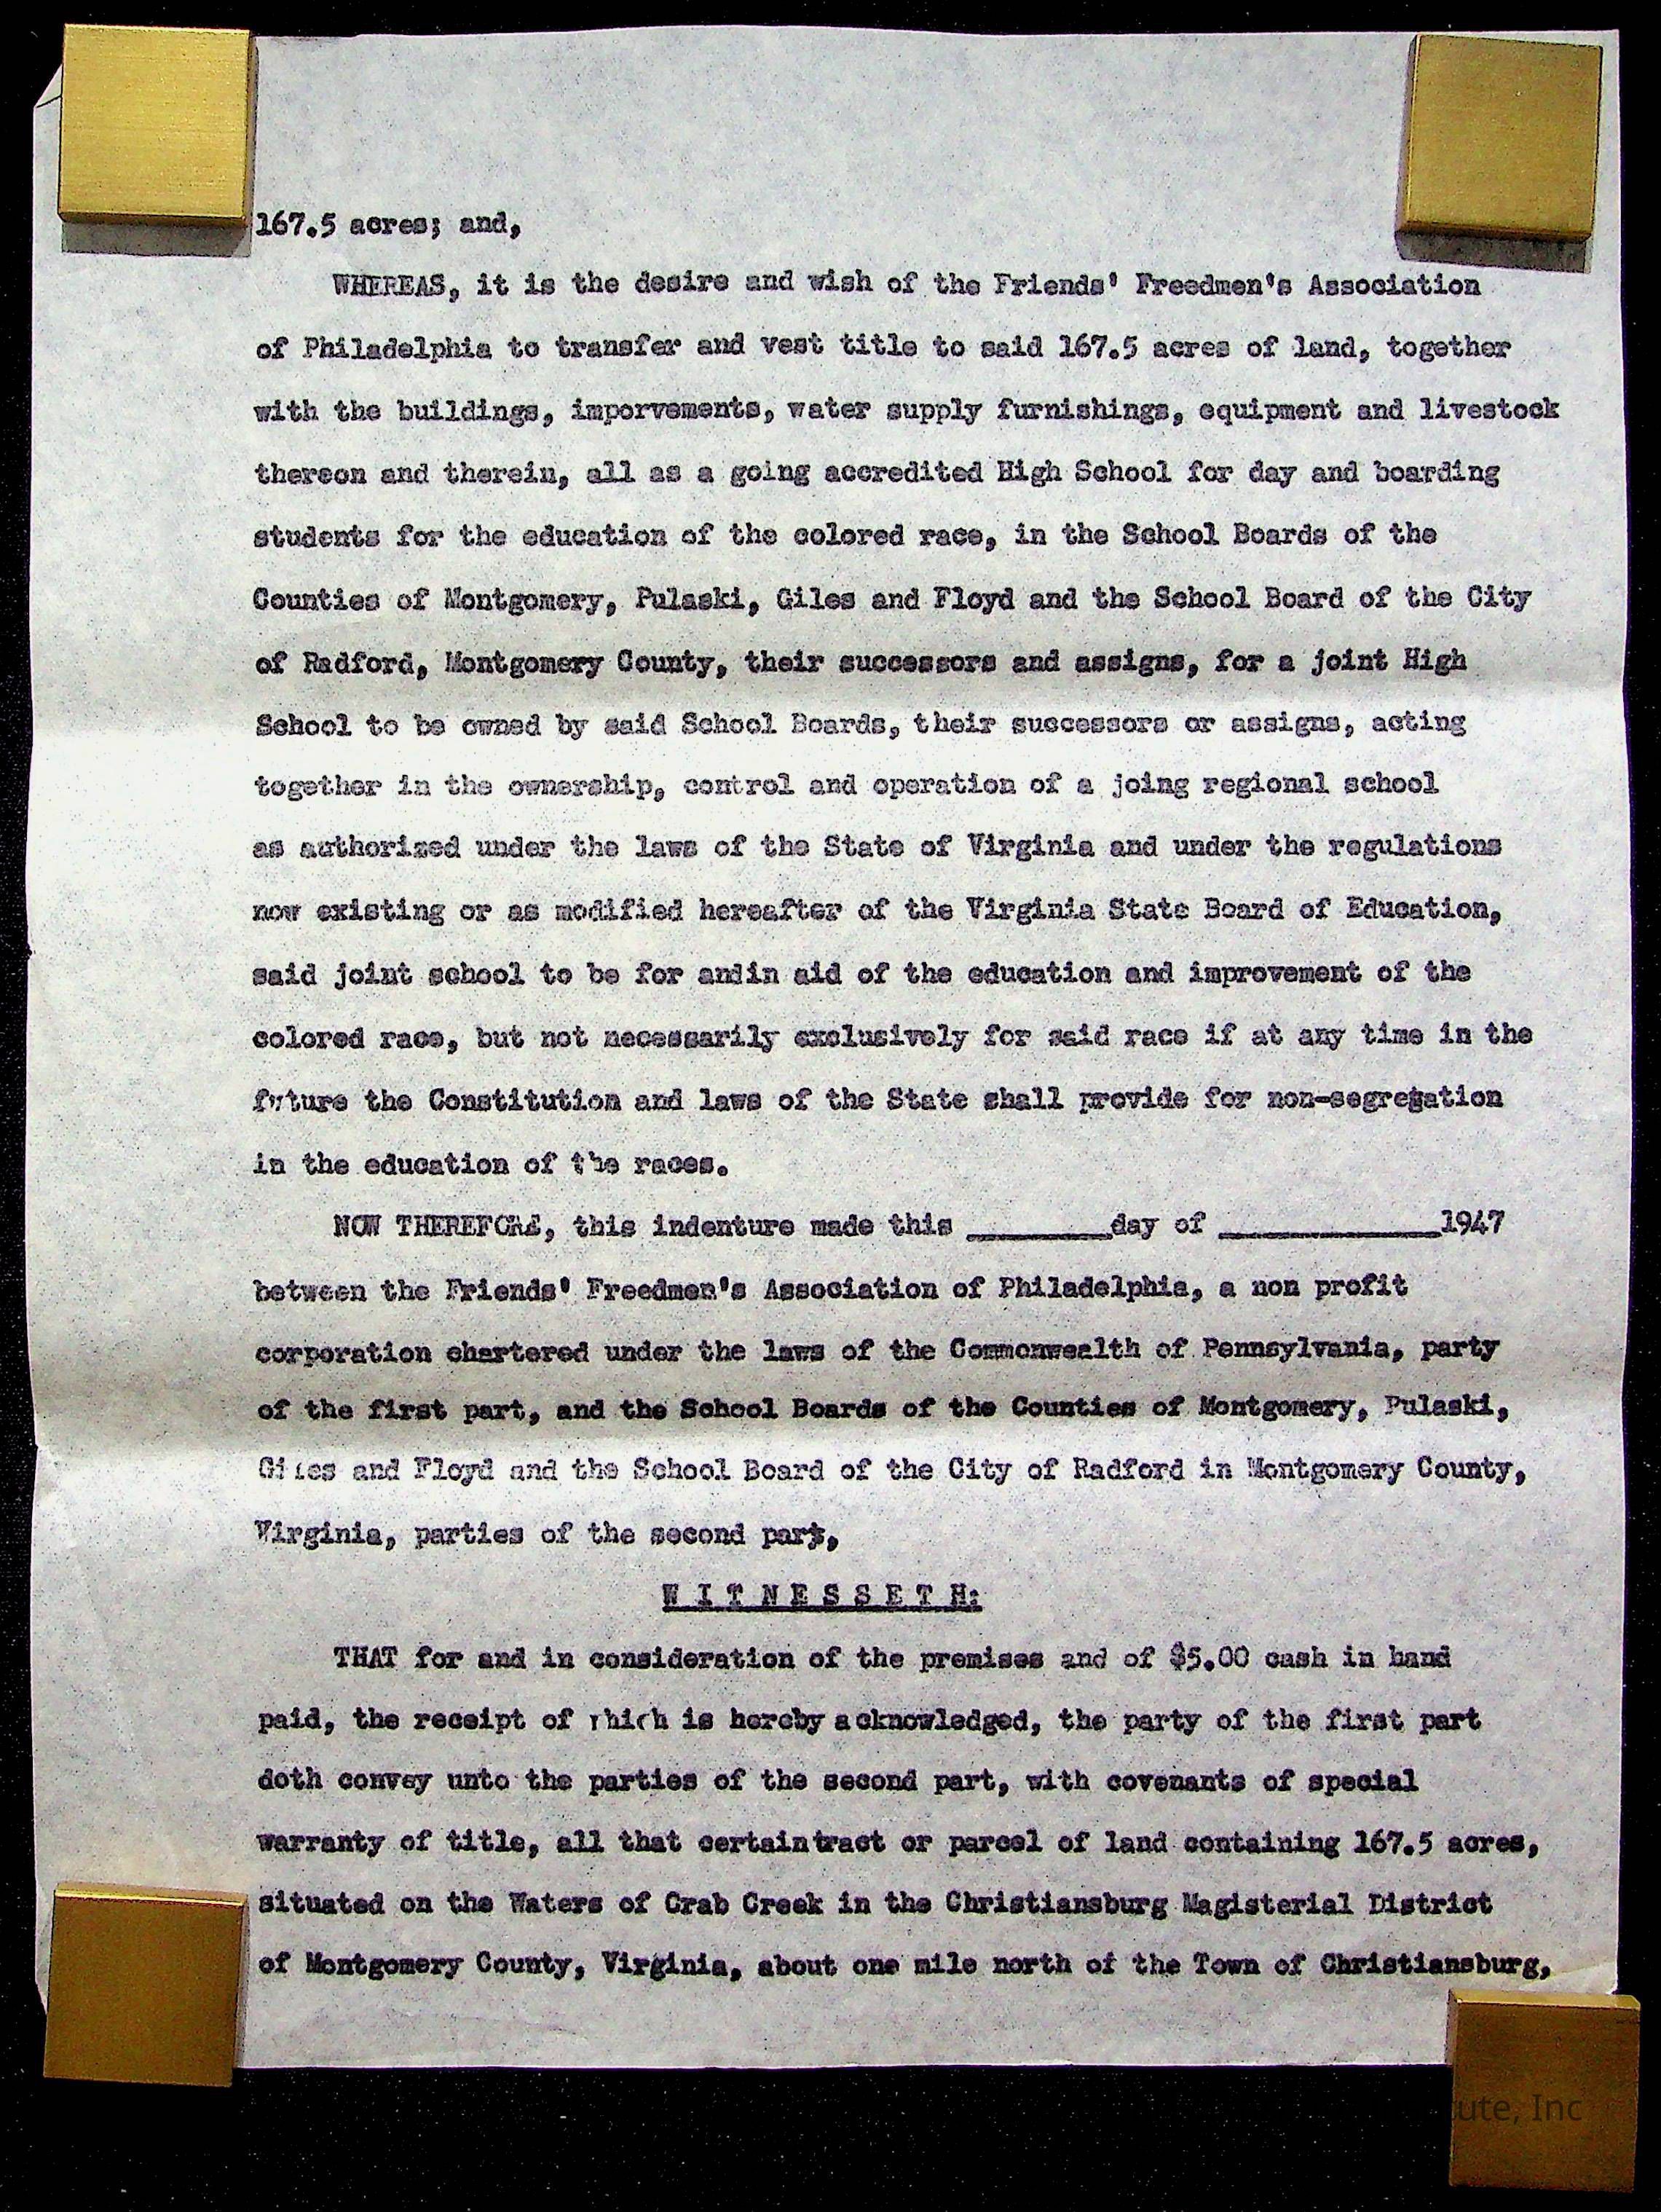 167.5 acres; and,
WHEREAS, it is the desire and wish of the Friends' Freedmen's Association
of Philadelphia to transfer and vest title to said 167.5 acres of land, together
with the buildings, imporvements, water supply furnishings, equipment and livestock
thereon and therein, all as a going accredited High School for day and boarding
students for the education of the colored race, in the School Boards of the
Counties of Montgomery, Pulaski, Giles and Floyd and the School Board of the City
of Radford, Montgomery County, their successors and assigns, for a joint High
School to be owned by said School Boards, their successors or assigns, acting
together in the ownership, control and operation of a joing regional school
as authorized under the laws of the State of Virginia and under the regulations
now existing or as modified hereafter of the Virginia State Board of Education,
said joint school to be for andin aid of the education and improvement of the
colored race, but not necessarily exclusively for said race if at any time in the
future the Constitution and laws of the State shall provide for non-segregation
in the education of the races.
NOW THEREFORE, this indenture made this _________day of ______________1947
between the Friends' Freedmen's Association of Philadelphia, a non profit
corporation chartered under the laws of the Commonwealth of Pennsylvania, party
of the first part, and the School Boards of the Counties of Montgomery, Pulaski,
Giles and Floyd and the School Board of the City of Radford in Montgomery County,
Virginia, parties of the second part,
W I T N E S S E T H:
THAT for and in consideration of the premises and of $5.00 cash in hand
paid, the receipt of which is hereby acknowledged, the party of the first part
doth convey unto the parties of the second part, with covenants of special
warranty of title, all that certain tract or parcel of land containing 167.5 acres,
situated on the Waters of Crab Creek in the Christiansburg Magisterial District
of Montgomery County, Virginia, about one mile north of the Town of Christiansburg,
ute, Inc